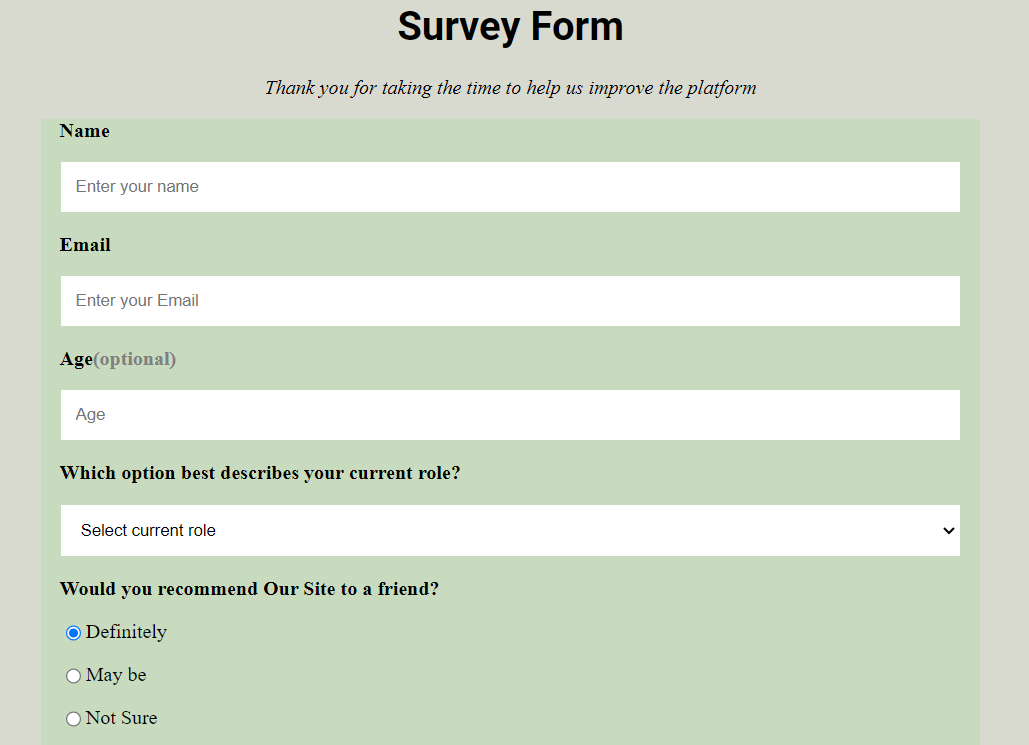 Survey Form
Thank you for taking the time to help us improve the platform
Name
Enter your name
Email
Enter your Email
Age(optional)
Age
Which option best describes your current role?
Select current role
Would you recommend Our Site to a friend?
Definitely
May be
Not Sure